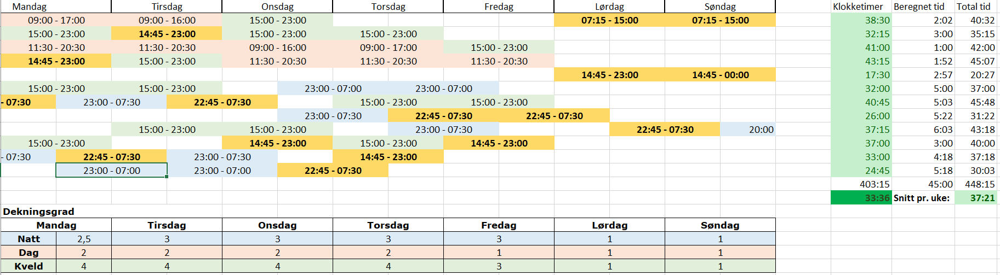 Mandag Tirsdag Onsdag Torsdag Fredag Lørdag Søndag Klokketimer Beregnet tid Total tid
09:00 - 17:00 09:00 - 16:00 15:00 - 23:00 07:15 - 15:00 07:15 - 15:00 38:30 2:02 40:32
15:00 - 23:00 14:45 - 23:00 15:00 - 23:00 15:00 - 23:00 32:15 3:00 35:15
11:30 - 20:30 11:30 - 20:30 09:00 - 16:00 09:00 - 17:00 15:00 - 23:00 41:00 1:00 42:00
14:45 - 23:00 15:00 - 23:00 11:30 - 20:30 11:30 - 20:30 11:30 - 20:30 43:15 1:52 45:07
14:45 - 23:00 14:45 - 00:00 17:30 2:57 20:27
15:00 - 23:00 15:00 - 23:00 23:00 - 07:00 23:00 - 07:00 32:00 5:00 37:00
- 07:30 23:00 - 07:30 22:45 - 07:30 15:00 - 23:00 15:00 - 23:00 40:45 5:03 45:48
23:00 - 07:30 22:45 - 07:30 22:45 - 07:30 26:00 5:22 31:22
15:00 - 23:00 15:00 - 23:00 23:00 - 07:30 22:45 - 07:30 20:00 37:15 6:03 43:18
15:00 - 23:00 14:45 - 23:00 15:00 - 23:00 14:45 - 23:00 37:00 3:00 40:00
- 07:30 22:45 - 07:30 23:00 - 07:30 14:45 - 23:00 33:00 4:18 37:18
23:00 - 07:00 23:00 - 07:00 22:45 - 07:30 24:45 5:18 30:03
403:15 45:00 448:15
33:36 Snitt pr. uke: 37:21
Dekningsgrad
Mandag Tirsdag Onsdag Torsdag Fredag Lørdag Søndag
Natt 2,5 3 3 3 3 1 1
Dag 2 2 2 2 1 1 1
Kveld 4 4 4 4 3 1 1